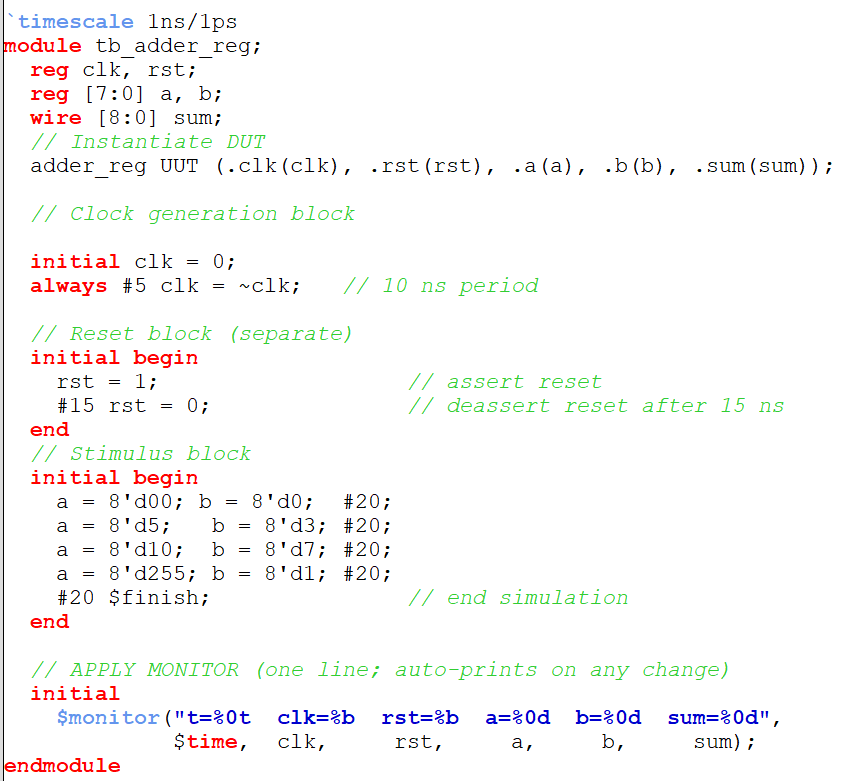 `timescale 1ns/1ps
module tb_adder_reg;
  reg clk, rst;
  reg [7:0] a, b;
  wire [8:0] sum;
  // Instantiate DUT
  adder_reg UUT (.clk(clk), .rst(rst), .a(a), .b(b), .sum(sum));

  // Clock generation block

  initial clk = 0;
  always #5 clk = ~clk;   // 10 ns period

  // Reset block (separate)
  initial begin
    rst = 1;                   // assert reset
    #15 rst = 0;               // deassert reset after 15 ns
  end
  // Stimulus block
  initial begin
    a = 8'd00; b = 8'd0;  #20;
    a = 8'd5;   b = 8'd3; #20;
    a = 8'd10;  b = 8'd7; #20;
    a = 8'd255; b = 8'd1; #20;
    #20 $finish;               // end simulation
  end

  // APPLY MONITOR (one line; auto-prints on any change)
  initial
    $monitor("t=%0t  clk=%b  rst=%b  a=%0d  b=%0d  sum=%0d",
             $time,  clk,     rst,    a,     b,     sum);
endmodule